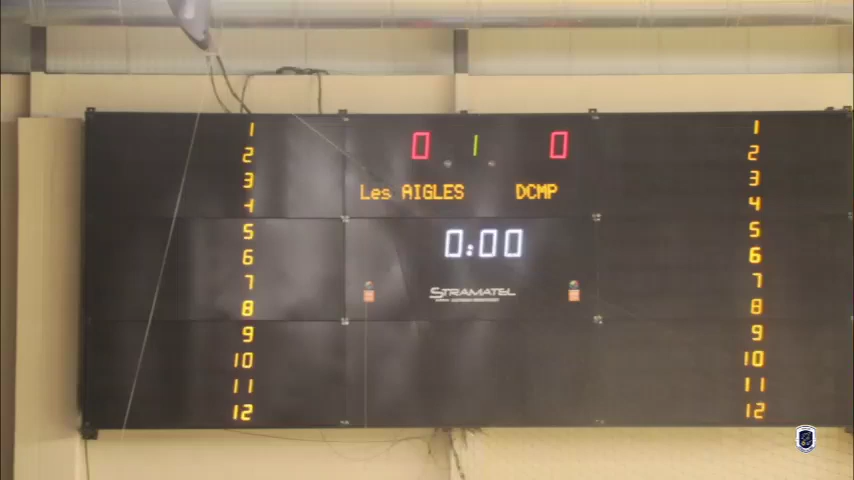 1 0 1 0 1
2 2
3 Les AIGLES DCMP 3
4 4
5 0:00 5
6 6
7 7
8 STRAMATEL 8
9 9
10 10
11 11
12 12